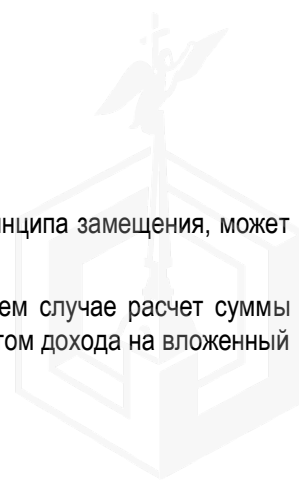 нципа замещения, может
ем случае расчет суммы
том дохода на вложенный